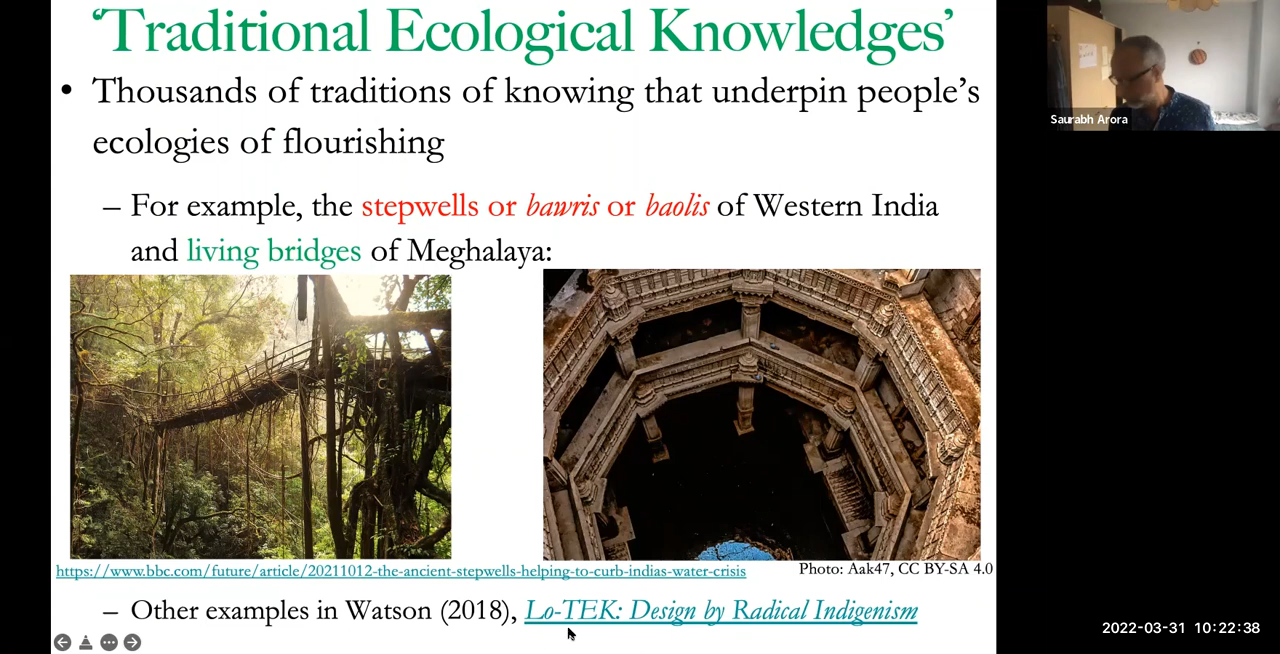 ‘Traditional Ecological Knowledges’
• Thousands of traditions of knowing that underpin people’s
ecologies of flourishing
– For example, the stepwells or bawris or baolis of Western India
and living bridges of Meghalaya:
https://www.bbc.com/future/article/20211012-the-ancient-stepwells-helping-to-curb-indias-water-crisis
Photo: Aak47, CC BY-SA 4.0
– Other examples in Watson (2018), Lo-TEK: Design by Radical Indigenism
Saurabh Arora
2022-03-31 10:22:38